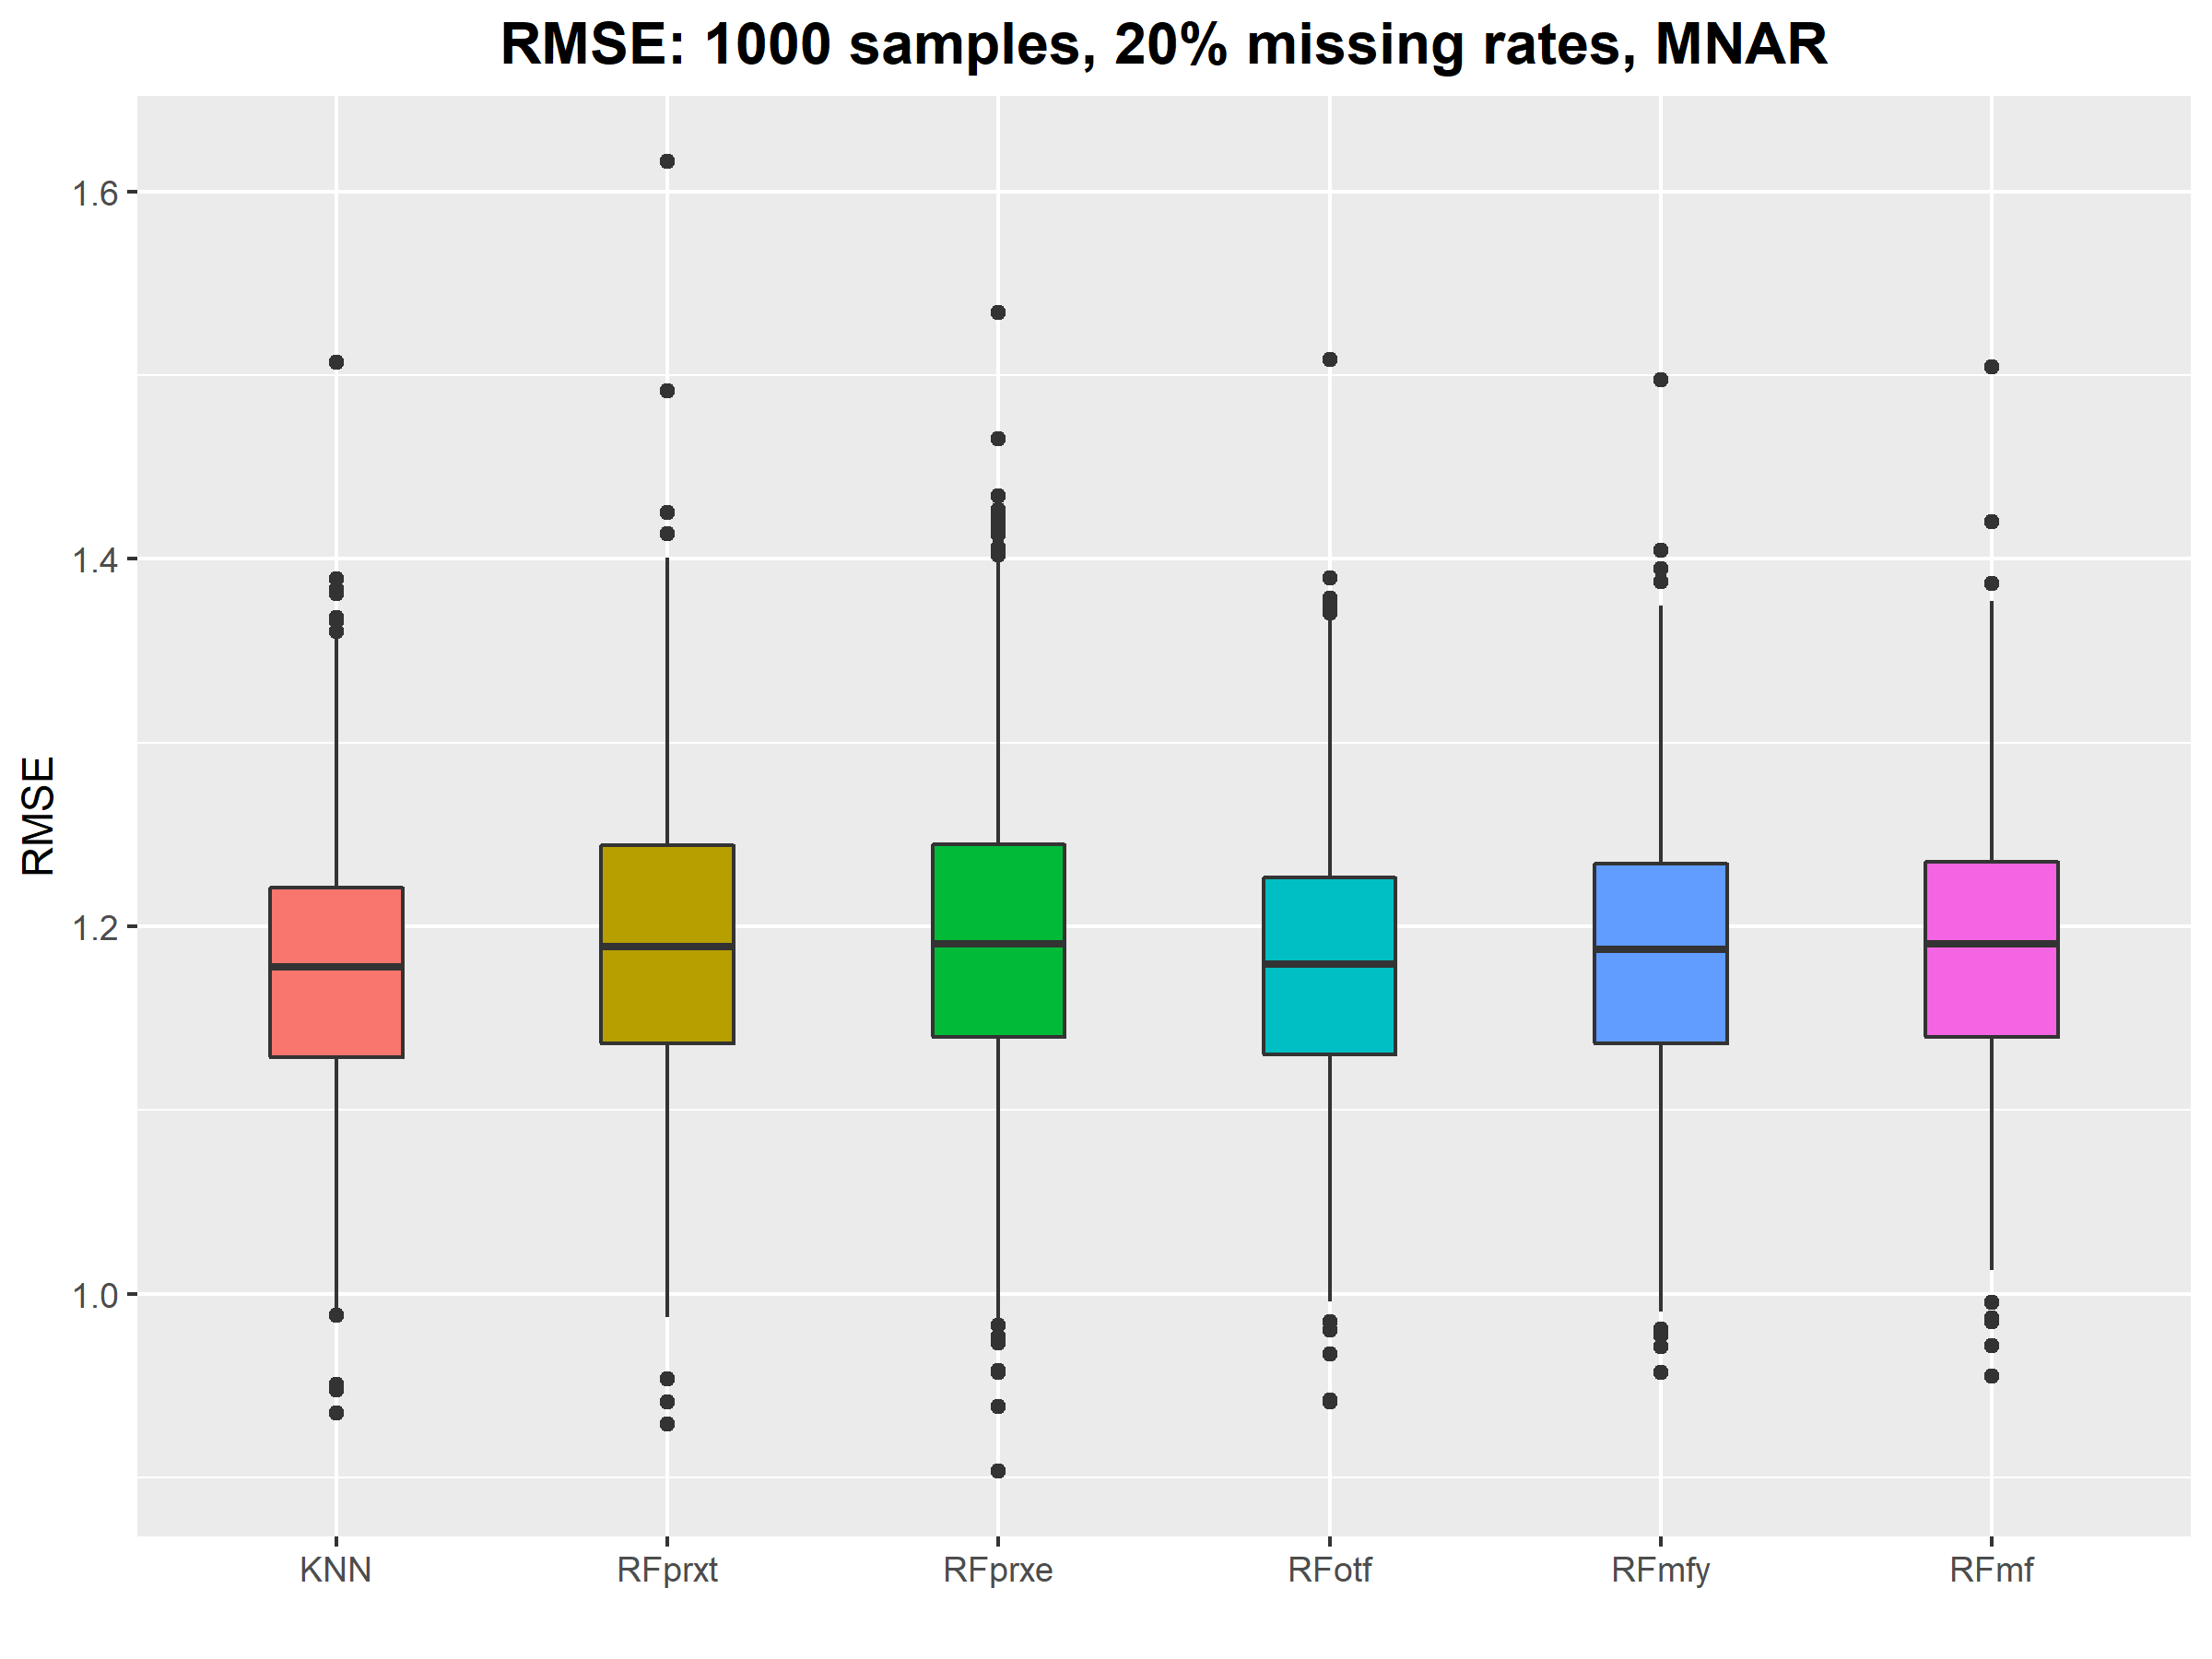 RMSE: 1000 samples, 20% missing rates, MNAR
RMSE
1.6
1.4
1.2
1.0
KNN RFprxt RFprxe RFotf RFmfy RFmf